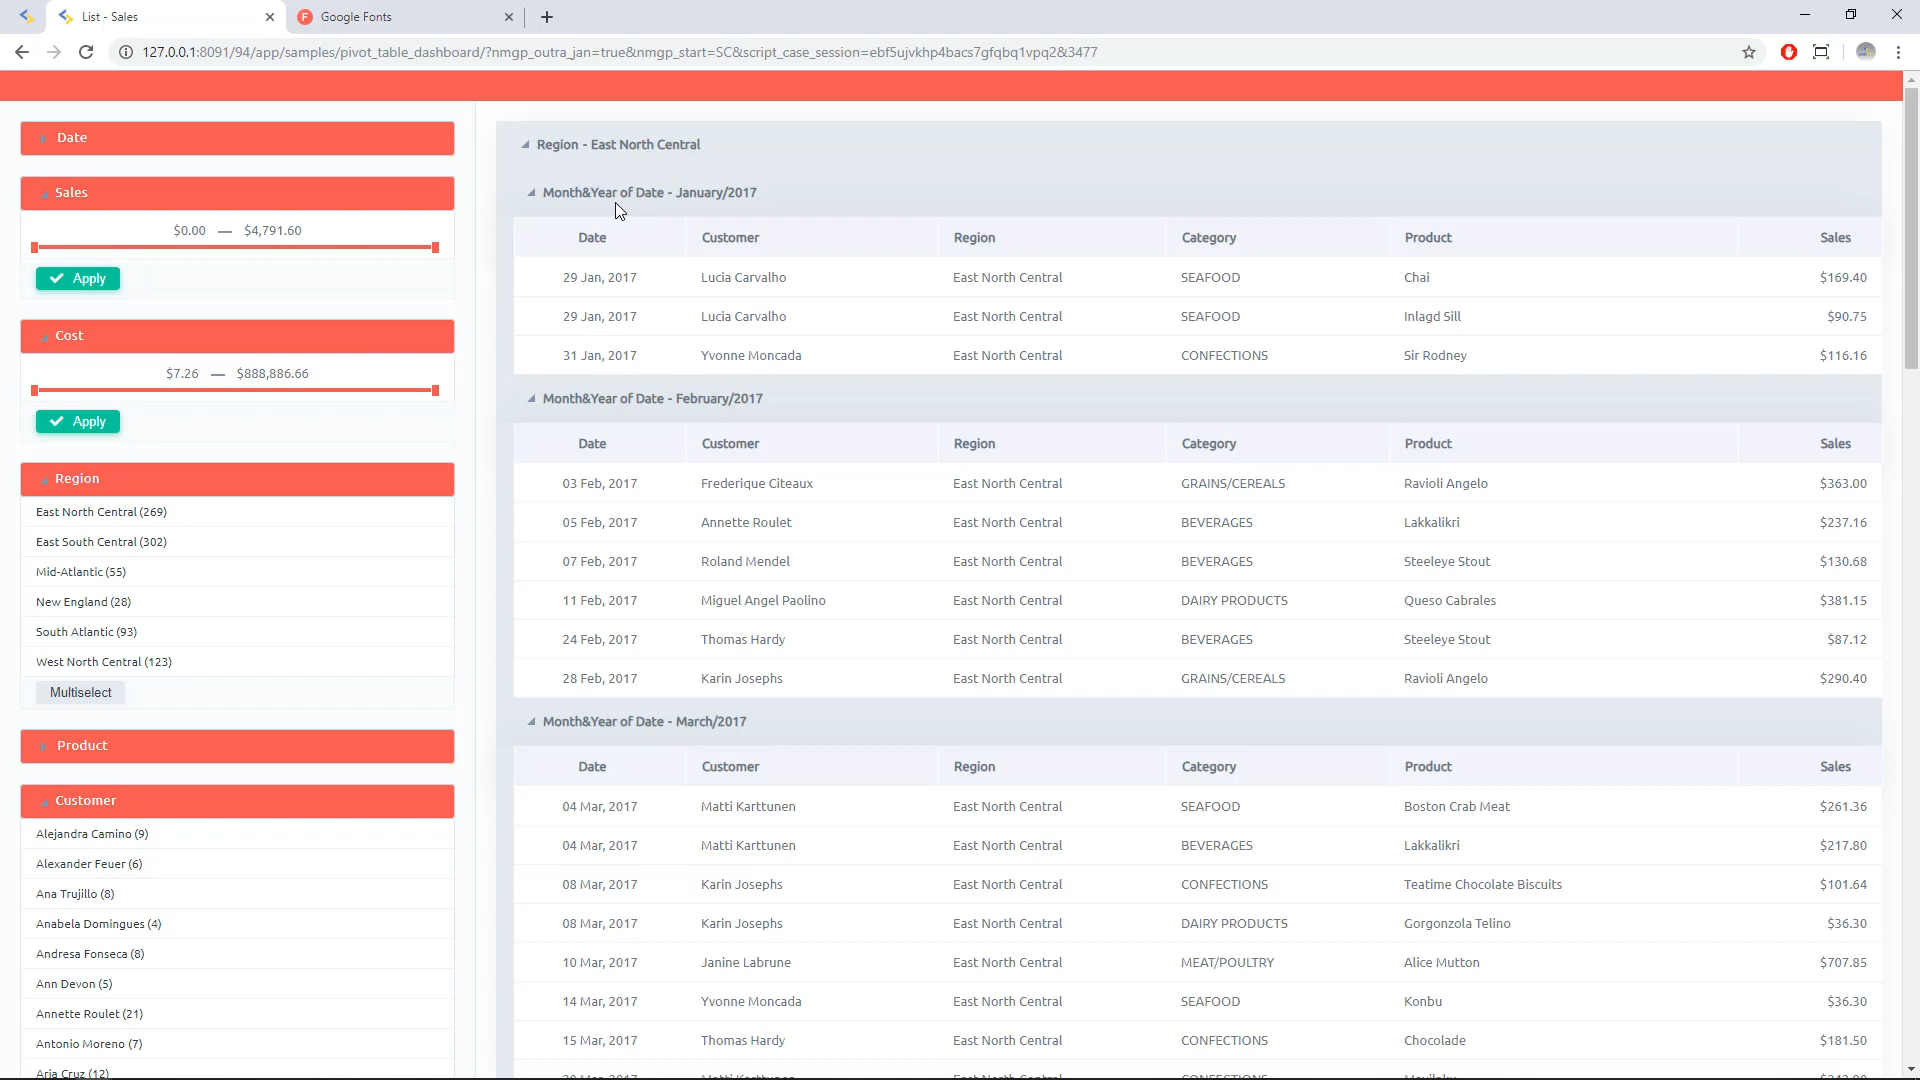 List - Sales
Google Fonts
127.0.0.1:8091/94/app/samples/pivot_table_dashboard/?nmgp_outra_jan=true&nmgp_start=SC&script_case_session=ebf5ujvkhp4bacs7gfqbq1vpq2&3477
Date
Sales
$0.00 — $4,791.60
Apply
Cost
$7.26 — $888,886.66
Apply
Region
East North Central (269)
East South Central (302)
Mid-Atlantic (55)
New England (28)
South Atlantic (93)
West North Central (123)
Multiselect
Product
Customer
Alejandra Camino (9)
Alexander Feuer (6)
Ana Trujillo (8)
Anabela Domingues (4)
Andresa Fonseca (8)
Ann Devon (5)
Annette Roulet (21)
Antonio Moreno (7)
Aria Cruz (12)
Region - East North Central
Month&Year of Date - January/2017
Date Customer Region Category Product Sales
29 Jan, 2017 Lucia Carvalho East North Central SEAFOOD Chai $169.40
29 Jan, 2017 Lucia Carvalho East North Central SEAFOOD Inlagd Sill $90.75
31 Jan, 2017 Yvonne Moncada East North Central CONFECTIONS Sir Rodney $116.16
Month&Year of Date - February/2017
Date Customer Region Category Product Sales
03 Feb, 2017 Frederique Citeaux East North Central GRAINS/CEREALS Ravioli Angelo $363.00
05 Feb, 2017 Annette Roulet East North Central BEVERAGES Lakkalikri $237.16
07 Feb, 2017 Roland Mendel East North Central BEVERAGES Steeleye Stout $130.68
11 Feb, 2017 Miguel Angel Paolino East North Central DAIRY PRODUCTS Queso Cabrales $381.15
24 Feb, 2017 Thomas Hardy East North Central BEVERAGES Steeleye Stout $87.12
28 Feb, 2017 Karin Josephs East North Central GRAINS/CEREALS Ravioli Angelo $290.40
Month&Year of Date - March/2017
Date Customer Region Category Product Sales
04 Mar, 2017 Matti Karttunen East North Central SEAFOOD Boston Crab Meat $261.36
04 Mar, 2017 Matti Karttunen East North Central BEVERAGES Lakkalikri $217.80
08 Mar, 2017 Karin Josephs East North Central CONFECTIONS Teatime Chocolate Biscuits $101.64
08 Mar, 2017 Karin Josephs East North Central DAIRY PRODUCTS Gorgonzola Telino $36.30
10 Mar, 2017 Janine Labrune East North Central MEAT/POULTRY Alice Mutton $707.85
14 Mar, 2017 Yvonne Moncada East North Central SEAFOOD Konbu $36.30
15 Mar, 2017 Thomas Hardy East North Central CONFECTIONS Chocolade $181.50